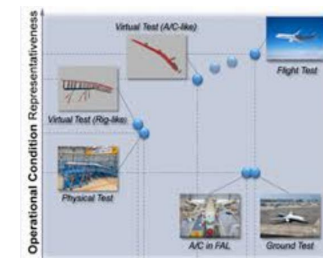 Operational Condition Representativeness
Virtual Test (A/C-like)
Flight Test
Virtual Test (Rig-like)
Physical Test
A/C in FAL
Ground Test